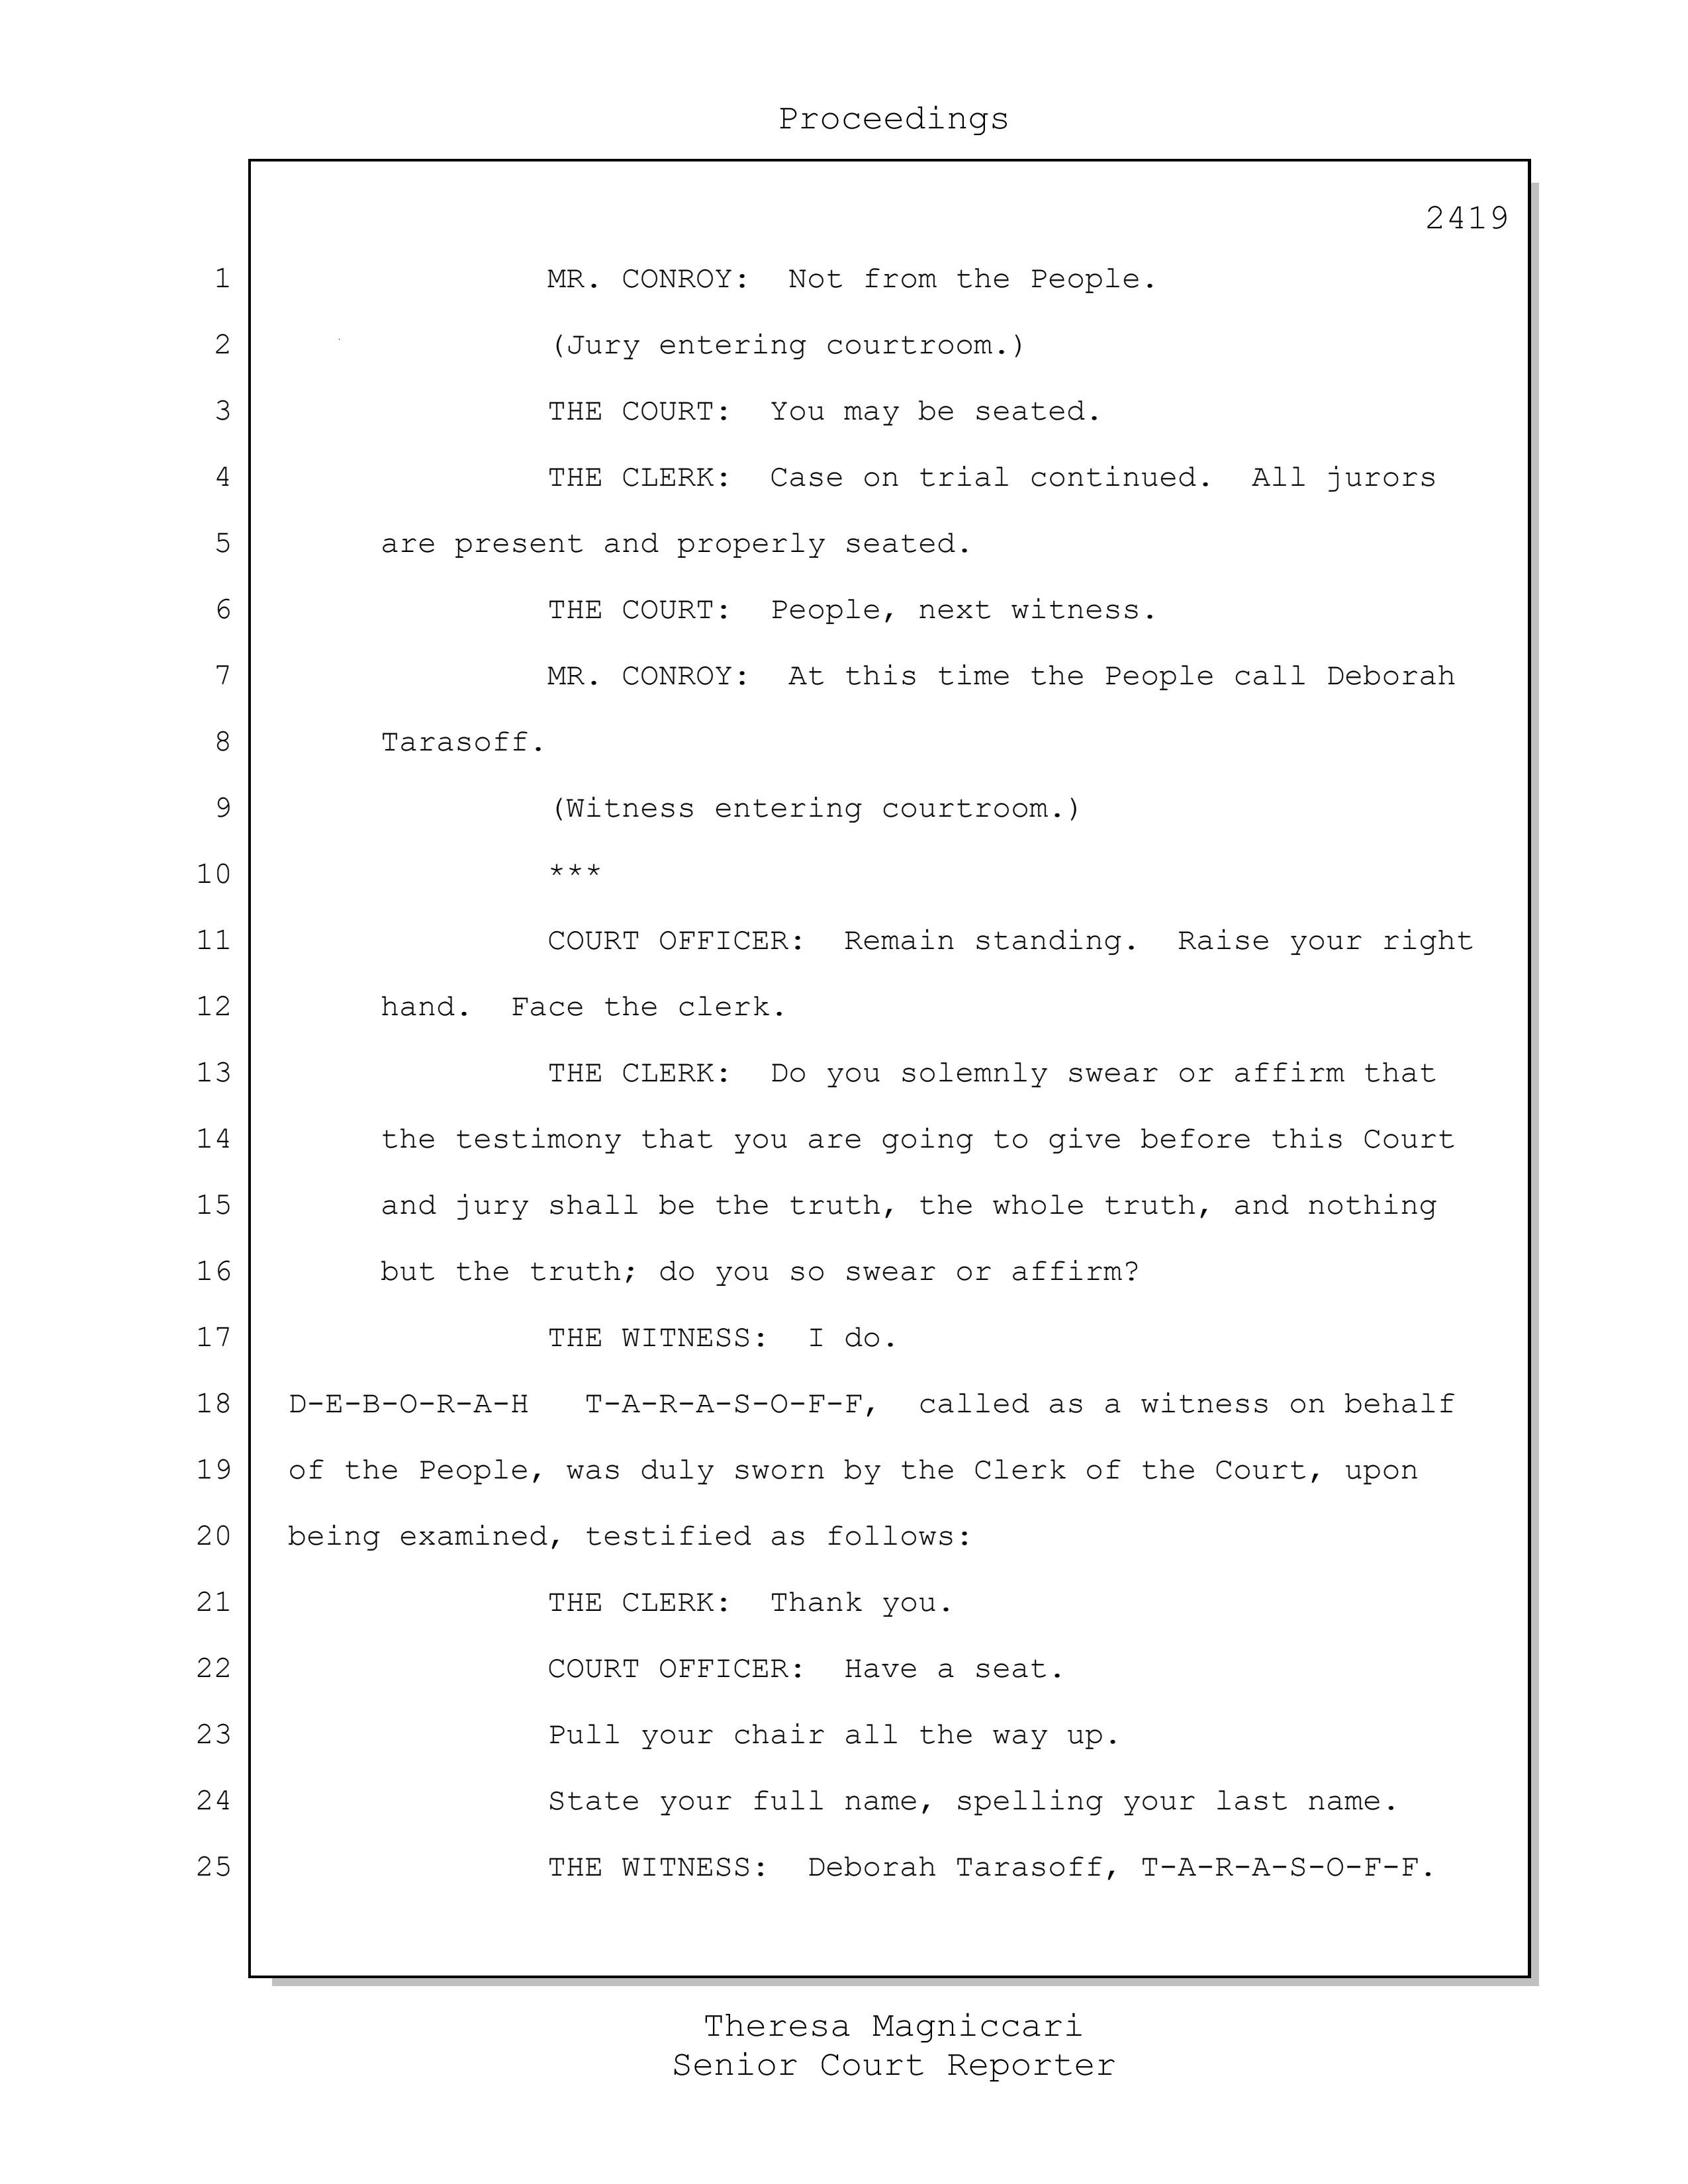 Proceedings
2419
1 MR. CONROY: Not from the People.
2 (Jury entering courtroom.)
3 THE COURT: You may be seated.
4 THE CLERK: Case on trial continued. All jurors
5 are present and properly seated.
6 THE COURT: People, next witness.
7 MR. CONROY: At this time the People call Deborah
8 Tarasoff.
9 (Witness entering courtroom.)
10 ***
11 COURT OFFICER: Remain standing. Raise your right
12 hand. Face the clerk.
13 THE CLERK: Do you solemnly swear or affirm that
14 the testimony that you are going to give before this Court
15 and jury shall be the truth, the whole truth, and nothing
16 but the truth; do you so swear or affirm?
17 THE WITNESS: I do.
18 D-E-B-O-R-A-H T-A-R-A-S-O-F-F, called as a witness on behalf
19 of the People, was duly sworn by the Clerk of the Court, upon
20 being examined, testified as follows:
21 THE CLERK: Thank you.
22 COURT OFFICER: Have a seat.
23 Pull your chair all the way up.
24 State your full name, spelling your last name.
25 THE WITNESS: Deborah Tarasoff, T-A-R-A-S-O-F-F.
Theresa Magniccari
Senior Court Reporter